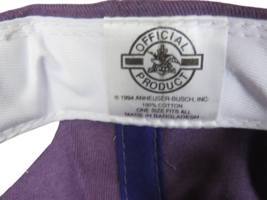 OFFICIAL
PRODUCT
© 1994 ANHEUSER-BUSCH, INC.
100% COTTON
ONE SIZE FITS ALL
MADE IN BANGLADESH